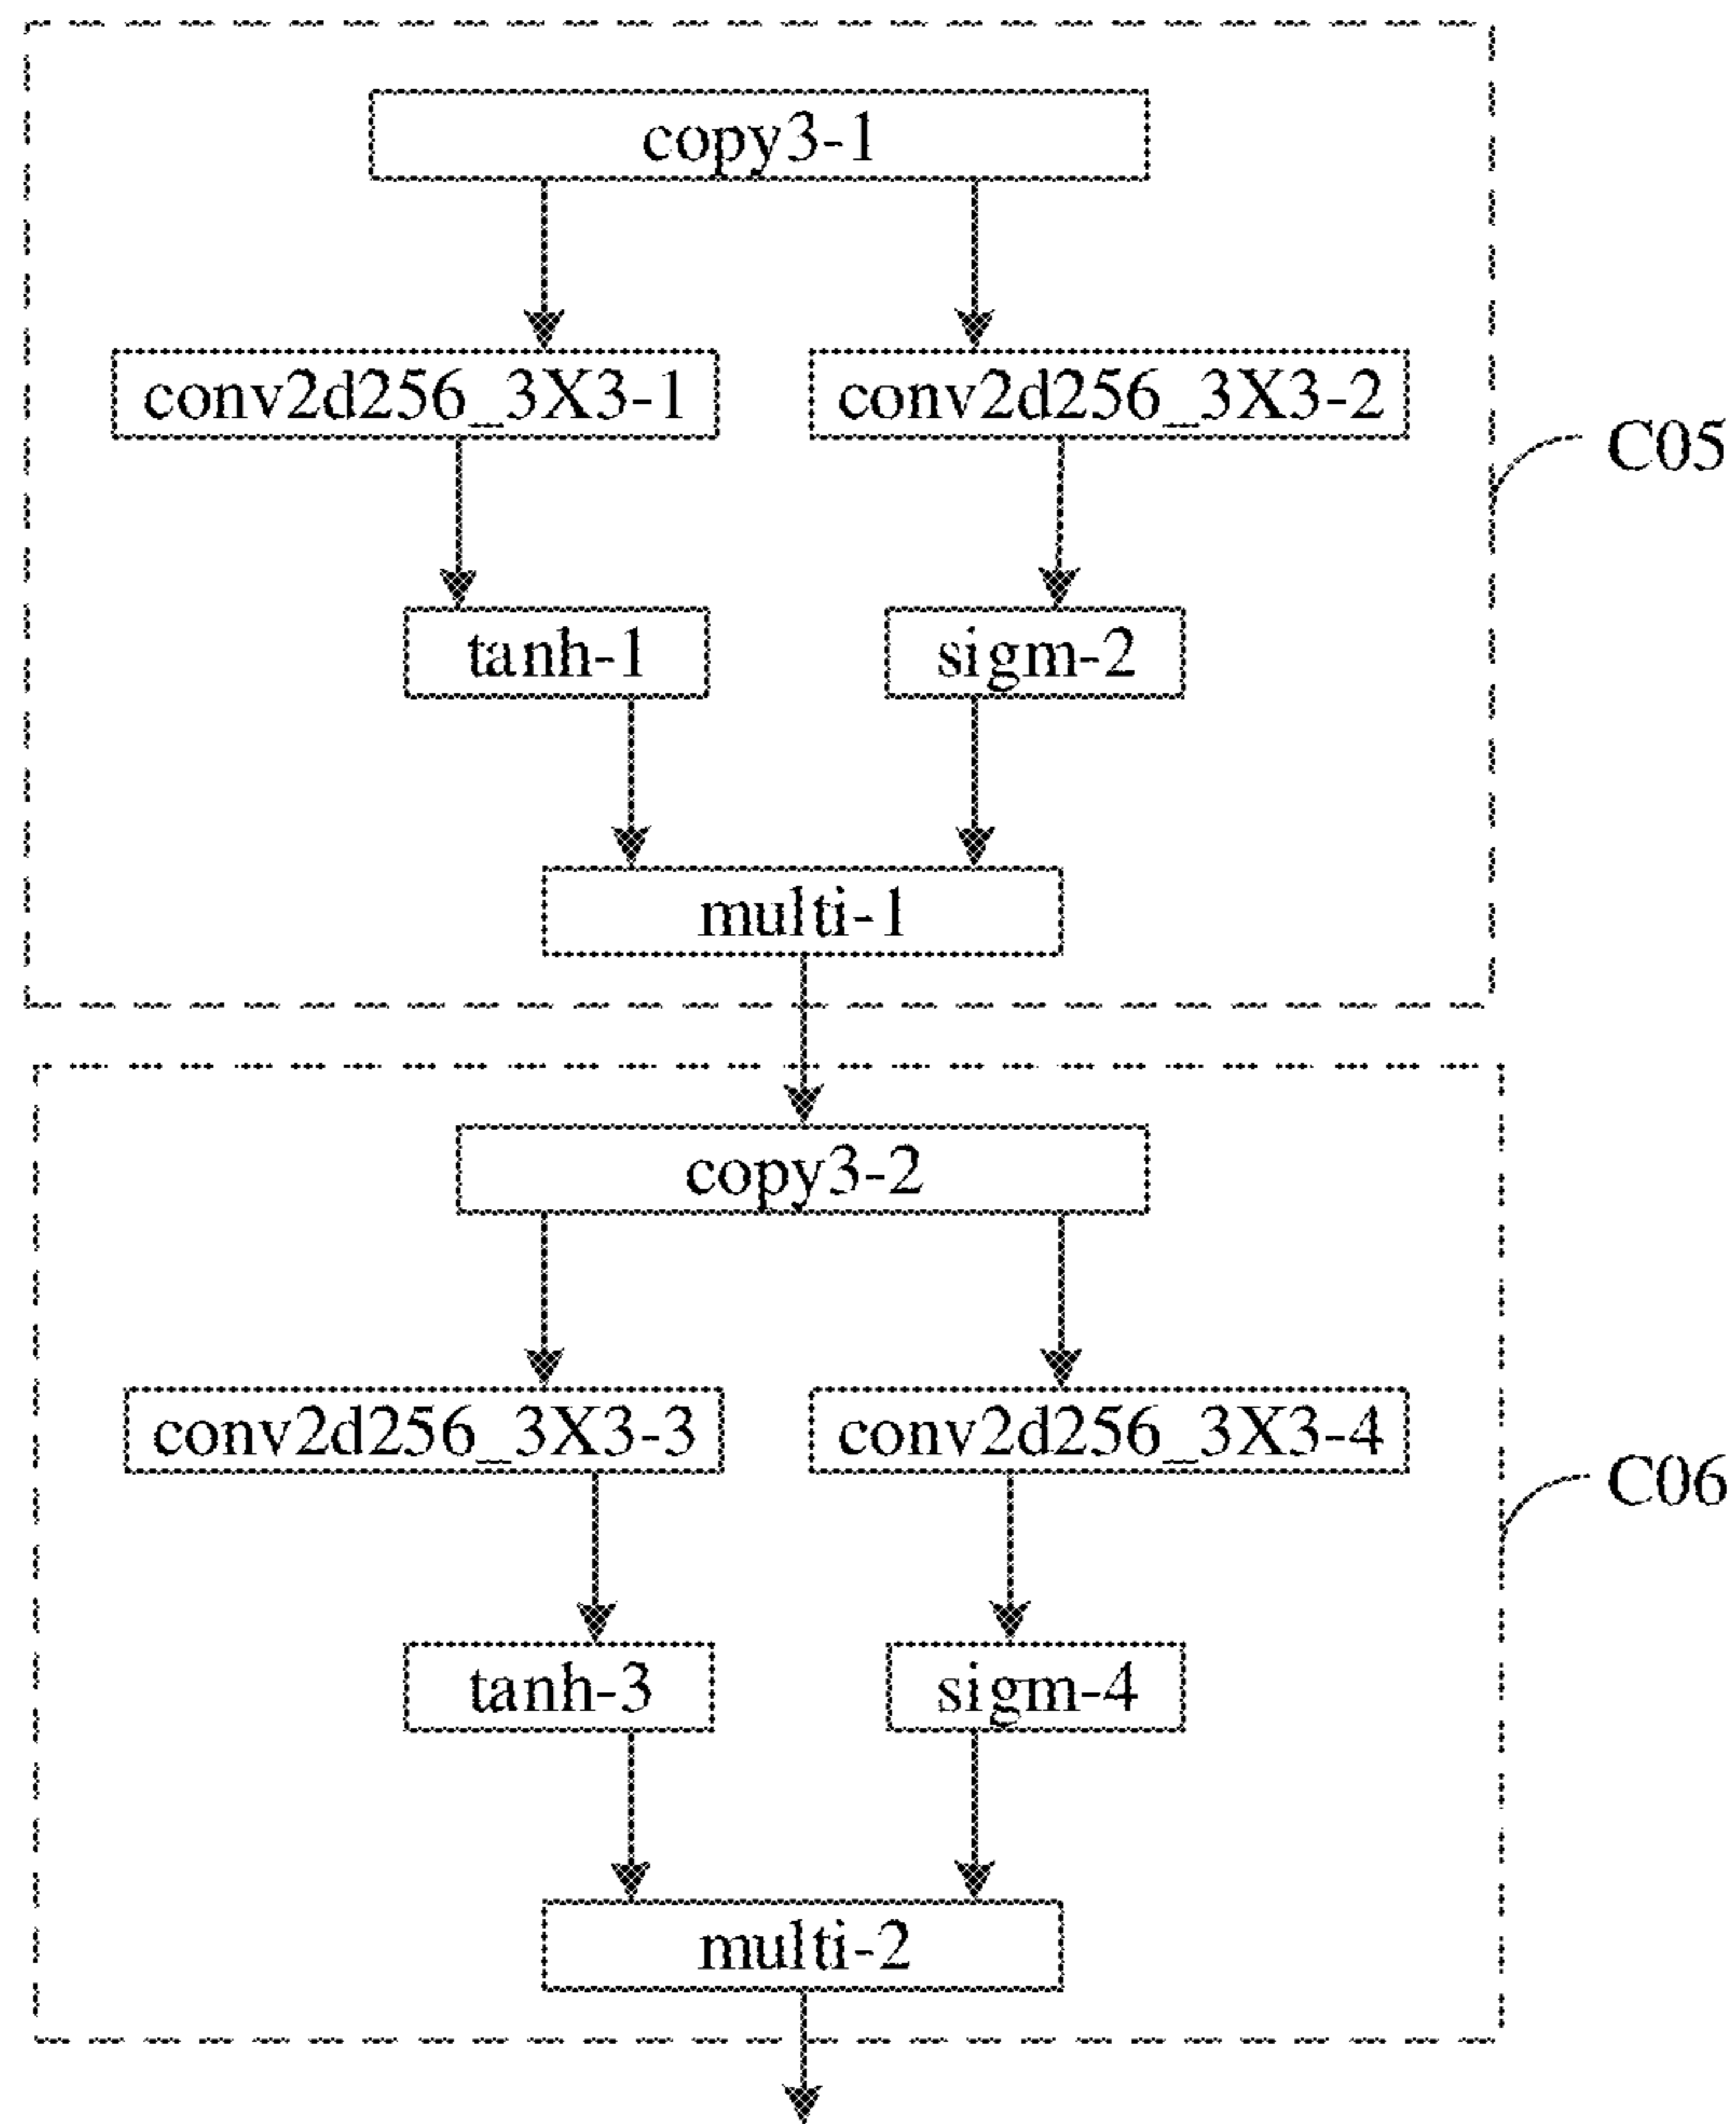 copy3-1
conv2d256_3X3-1
conv2d256_3X3-2
C05
tanh-1
sigm-2
multi-1
copy3-2
conv2d256_3X3-3
conv2d256_3X3-4
C06
tanh-3
sigm-4
multi-2